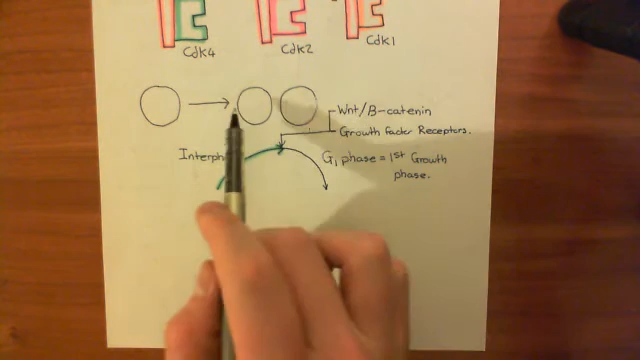 Cdk4
Cdk2
Cdk1
Wnt/B-catenin
Growth Factor Receptors.
Interph
G1 phase = 1st Growth
phase.